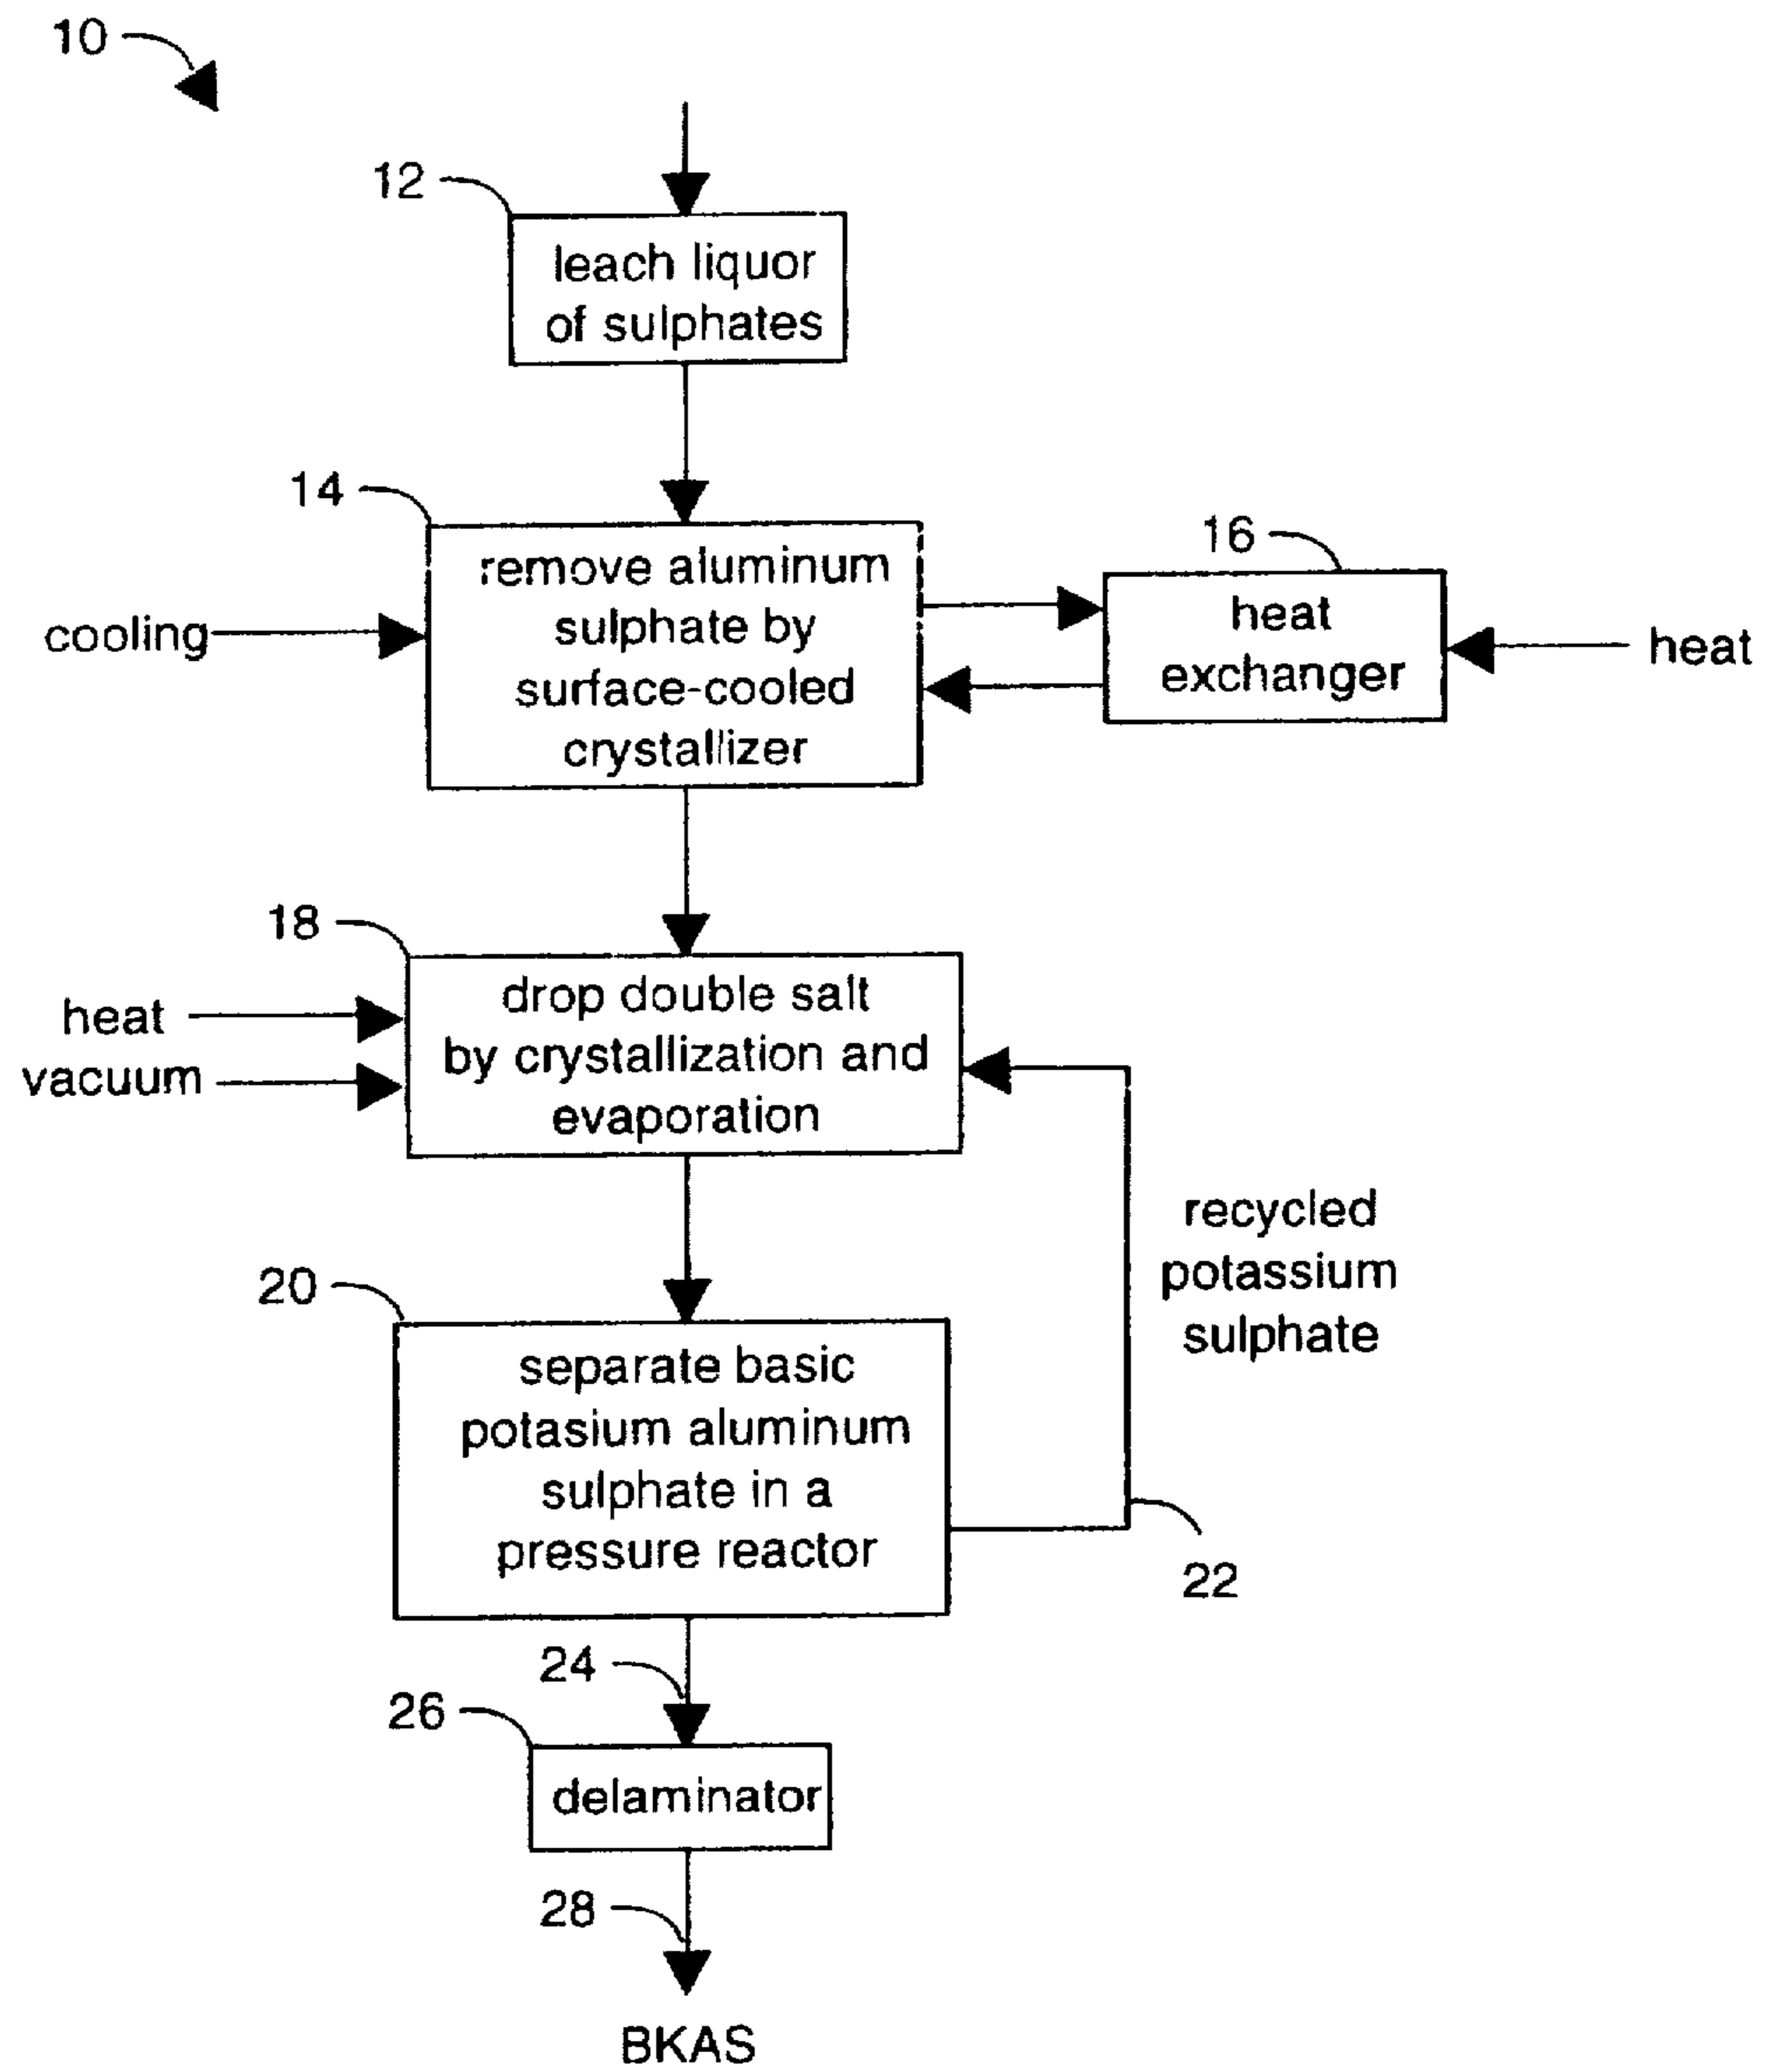 10
12
leach liquor
of sulphates
14
remove aluminum
sulphate by
surface-cooled
crystallizer
cooling
16
heat
exchanger
heat
18
drop double salt
by crystallization and
evaporation
heat
vacuum
recycled
potassium
sulphate
20
separate basic
potasium aluminum
sulphate in a
pressure reactor
22
24
26
delaminator
28
BKAS